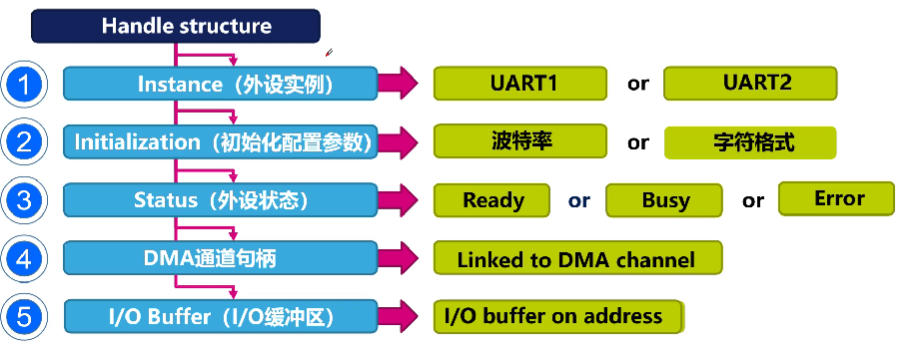 Handle structure
1 Instance（外设实例） UART1 or UART2
2 Initialization（初始化配置参数） 波特率 or 字符格式
3 Status（外设状态） Ready or Busy or Error
4 DMA通道句柄 Linked to DMA channel
5 I/O Buffer（I/O缓冲区） I/O buffer on address